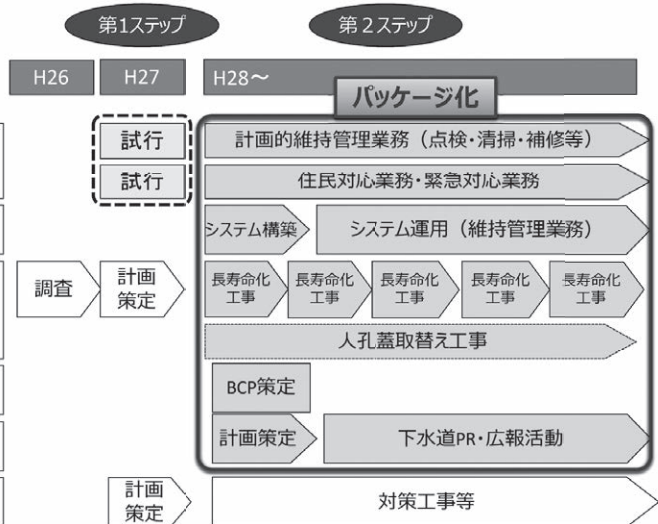 第1ステップ
第2ステップ
H26
H27
H28～
パッケージ化
試行
計画的維持管理業務（点検・清掃・補修等）
試行
住民対応業務・緊急対応業務
システム構築
システム運用（維持管理業務）
調査
計画
策定
長寿命化
工事
長寿命化
工事
長寿命化
工事
長寿命化
工事
長寿命化
工事
人孔蓋取替え工事
BCP策定
計画策定
下水道PR・広報活動
計画
策定
対策工事等